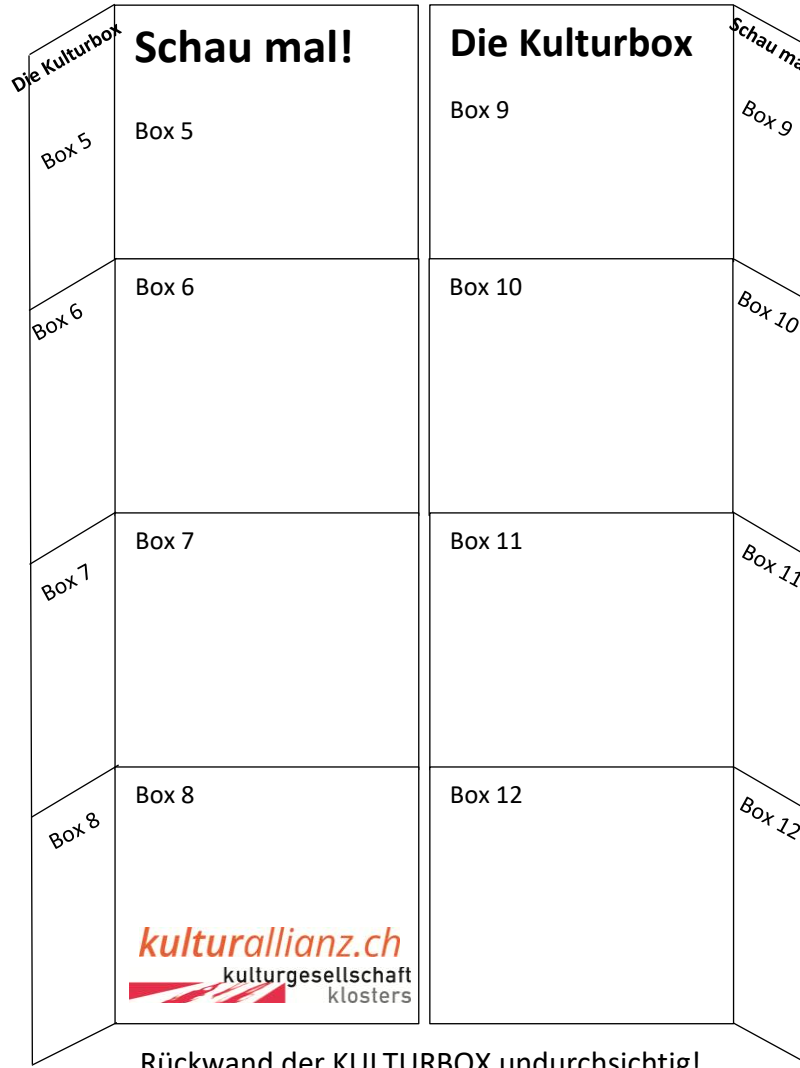 Die Kulturbox
Schau mal!
Die Kulturbox
Schau ma
Box 5
Box 5
Box 9
Box 9
Box 6
Box 6
Box 10
Box 10
Box 7
Box 7
Box 11
Box 11
Box 8
Box 8
Box 12
Box 12
kulturallianz.ch
kulturgesellschaft
klosters
Rückwand der KULTURBOX undurchsichtig!